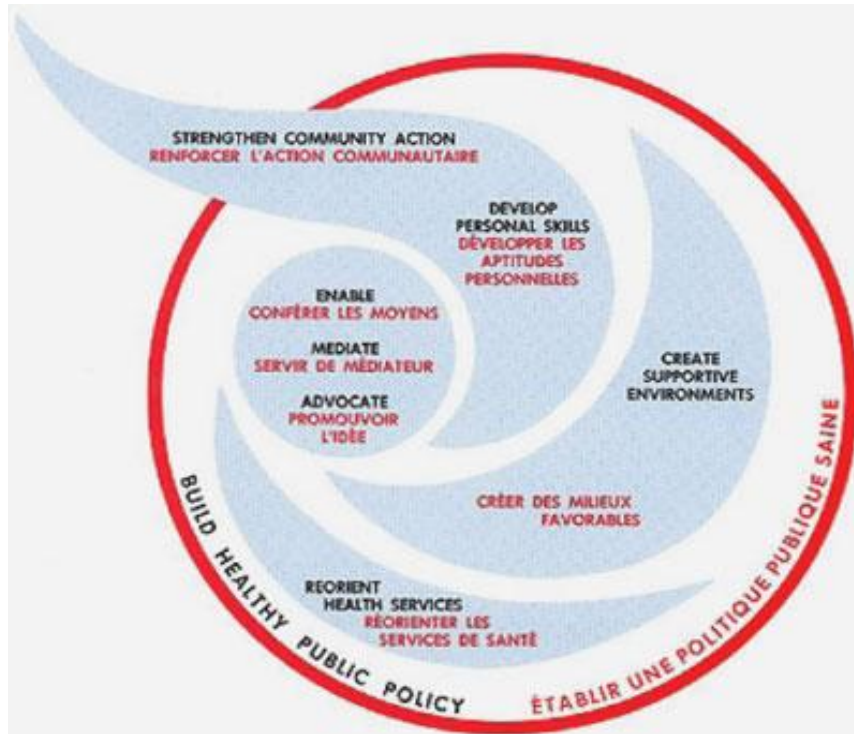 STRENGTHEN COMMUNITY ACTION
RENFORCER L'ACTION COMMUNAUTAIRE
DEVELOP
PERSONAL SKILLS
DÉVELOPPER LES
APTITUDES
PERSONNELLES
ENABLE
CONFÉRER LES MOYENS
MEDIATE
SERVIR DE MÉDIATEUR
ADVOCATE
PROMOUVOIR
L'IDÈE
CREATE
SUPPORTIVE
ENVIRONMENTS
CRÉER DES MILIEUX
FAVORABLES
REORIENT
HEALTH SERVICES
RÉORIENTER LES
SERVICES DE SANTÈ
BUILD HEALTHY PUBLIC POLICY
ÉTABLIR UNE POLITIQUE PUBLIQUE SAINE